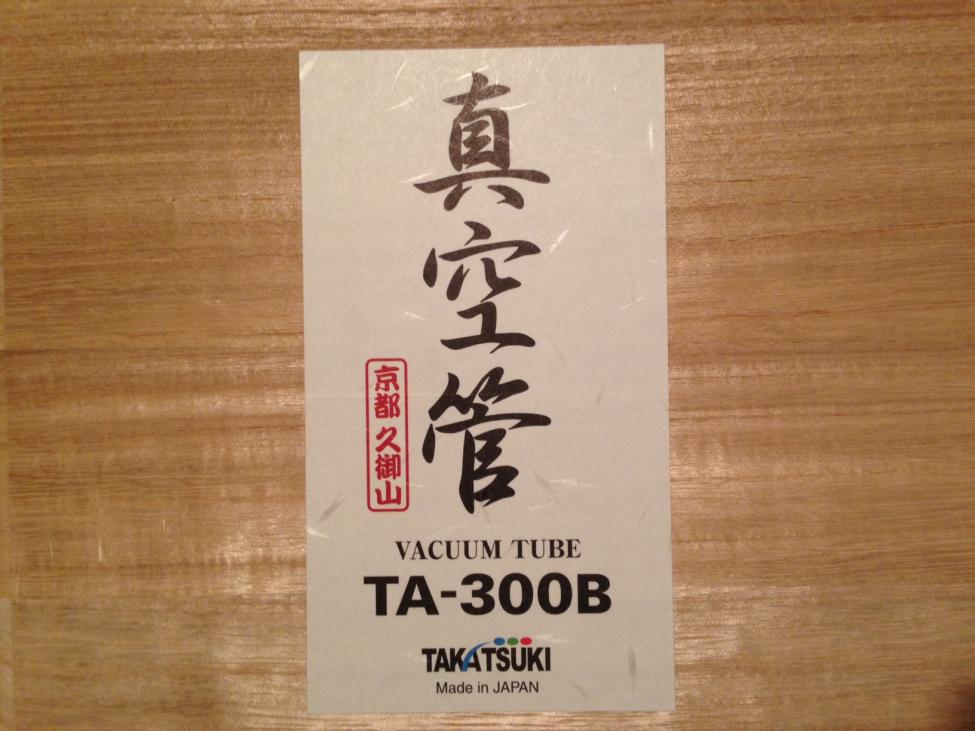 真空管
京都 久御山
VACUUM TUBE
TA-300B
TAKATSUKI
Made in JAPAN